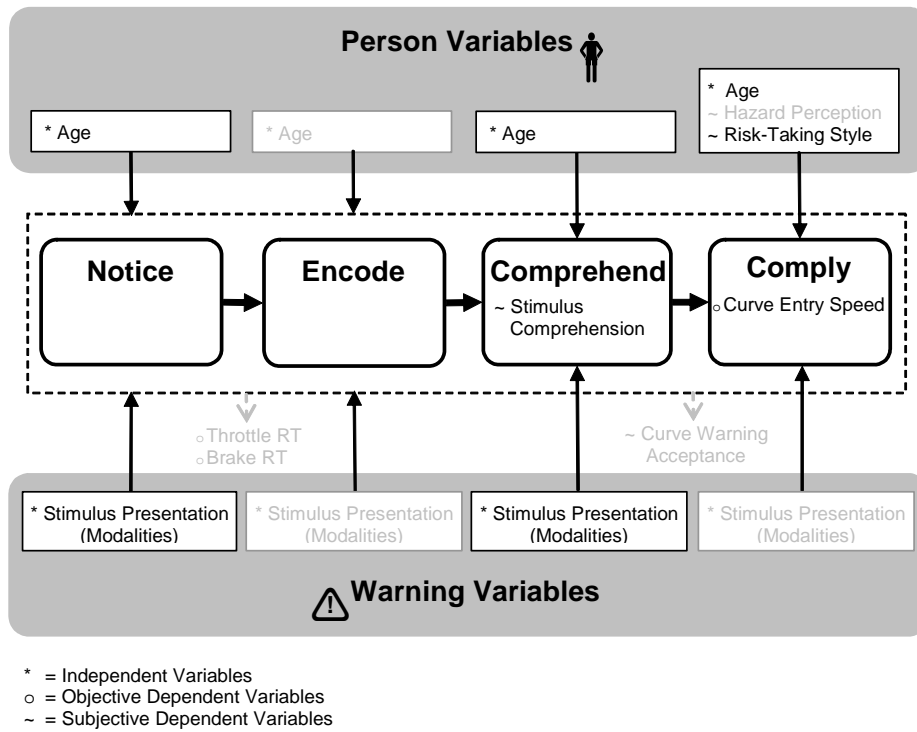 Person Variables
* Age
* Age
* Age
* Age
~ Hazard Perception
~ Risk-Taking Style
Notice
Encode
Comprehend
~ Stimulus
Comprehension
Comply
o Curve Entry Speed
o Throttle RT
o Brake RT
~ Curve Warning
Acceptance
* Stimulus Presentation
(Modalities)
* Stimulus Presentation
(Modalities)
* Stimulus Presentation
(Modalities)
* Stimulus Presentation
(Modalities)
! Warning Variables
* = Independent Variables
o = Objective Dependent Variables
~ = Subjective Dependent Variables